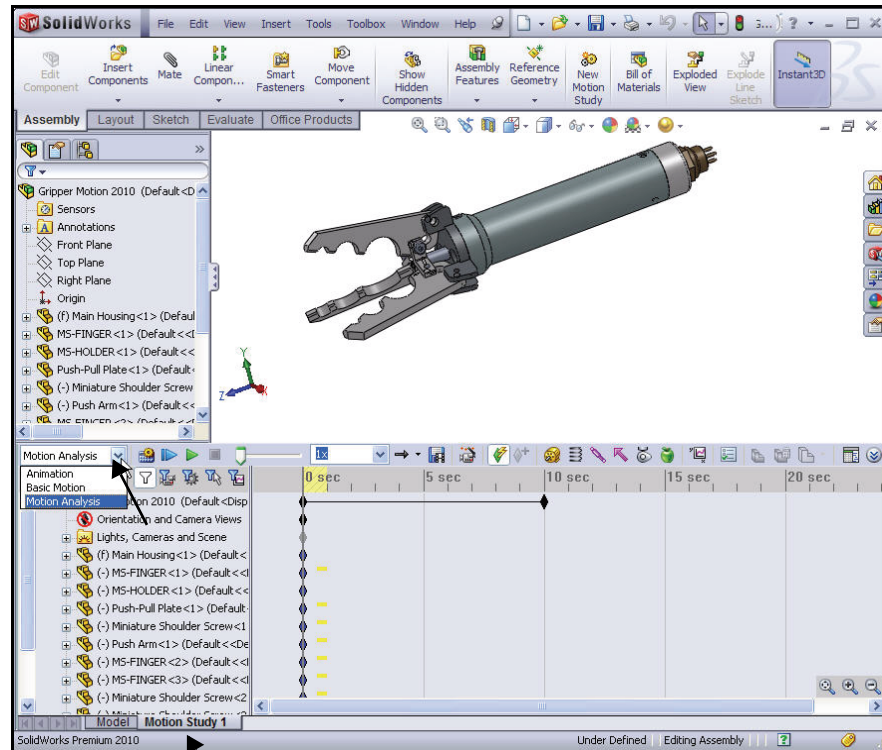 SolidWorks File Edit View Insert Tools Toolbox Window Help s... ?
Edit Component
Insert Components
Mate
Linear Compon...
Smart Fasteners
Move Component
Show Hidden Components
Assembly Features
Reference Geometry
New Motion Study
Bill of Materials
Exploded View
Explode Line Sketch
Instant3D
Assembly Layout Sketch Evaluate Office Products
Gripper Motion 2010 (Default<D
Sensors
Annotations
Front Plane
Top Plane
Right Plane
Origin
(f) Main Housing<1> (Defaul
MS-FINGER<1> (Default<<
MS-HOLDER<1> (Default<<
Push-Pull Plate<1> (Default
(-) Miniature Shoulder Screw
(-) Push Arm<1> (Default<<
MS-FINGER<2> (Default<<
Y
Z X
Motion Analysis 1x
Animation
Basic Motion
Motion Analysis
0 sec 5 sec 10 sec 15 sec 20 sec
2010 (Default<Disp
Orientation and Camera Views
Lights, Cameras and Scene
(f) Main Housing<1> (Default<
(-) MS-FINGER<1> (Default<<
(-) MS-HOLDER<1> (Default<<
(-) Push-Pull Plate<1> (Default
(-) Miniature Shoulder Screw<1
(-) Push Arm<1> (Default<<De
(-) MS-FINGER<2> (Default<<
(-) MS-FINGER<3> (Default<<
(-) Miniature Shoulder Screw<2
Model Motion Study 1
SolidWorks Premium 2010 Under Defined Editing Assembly